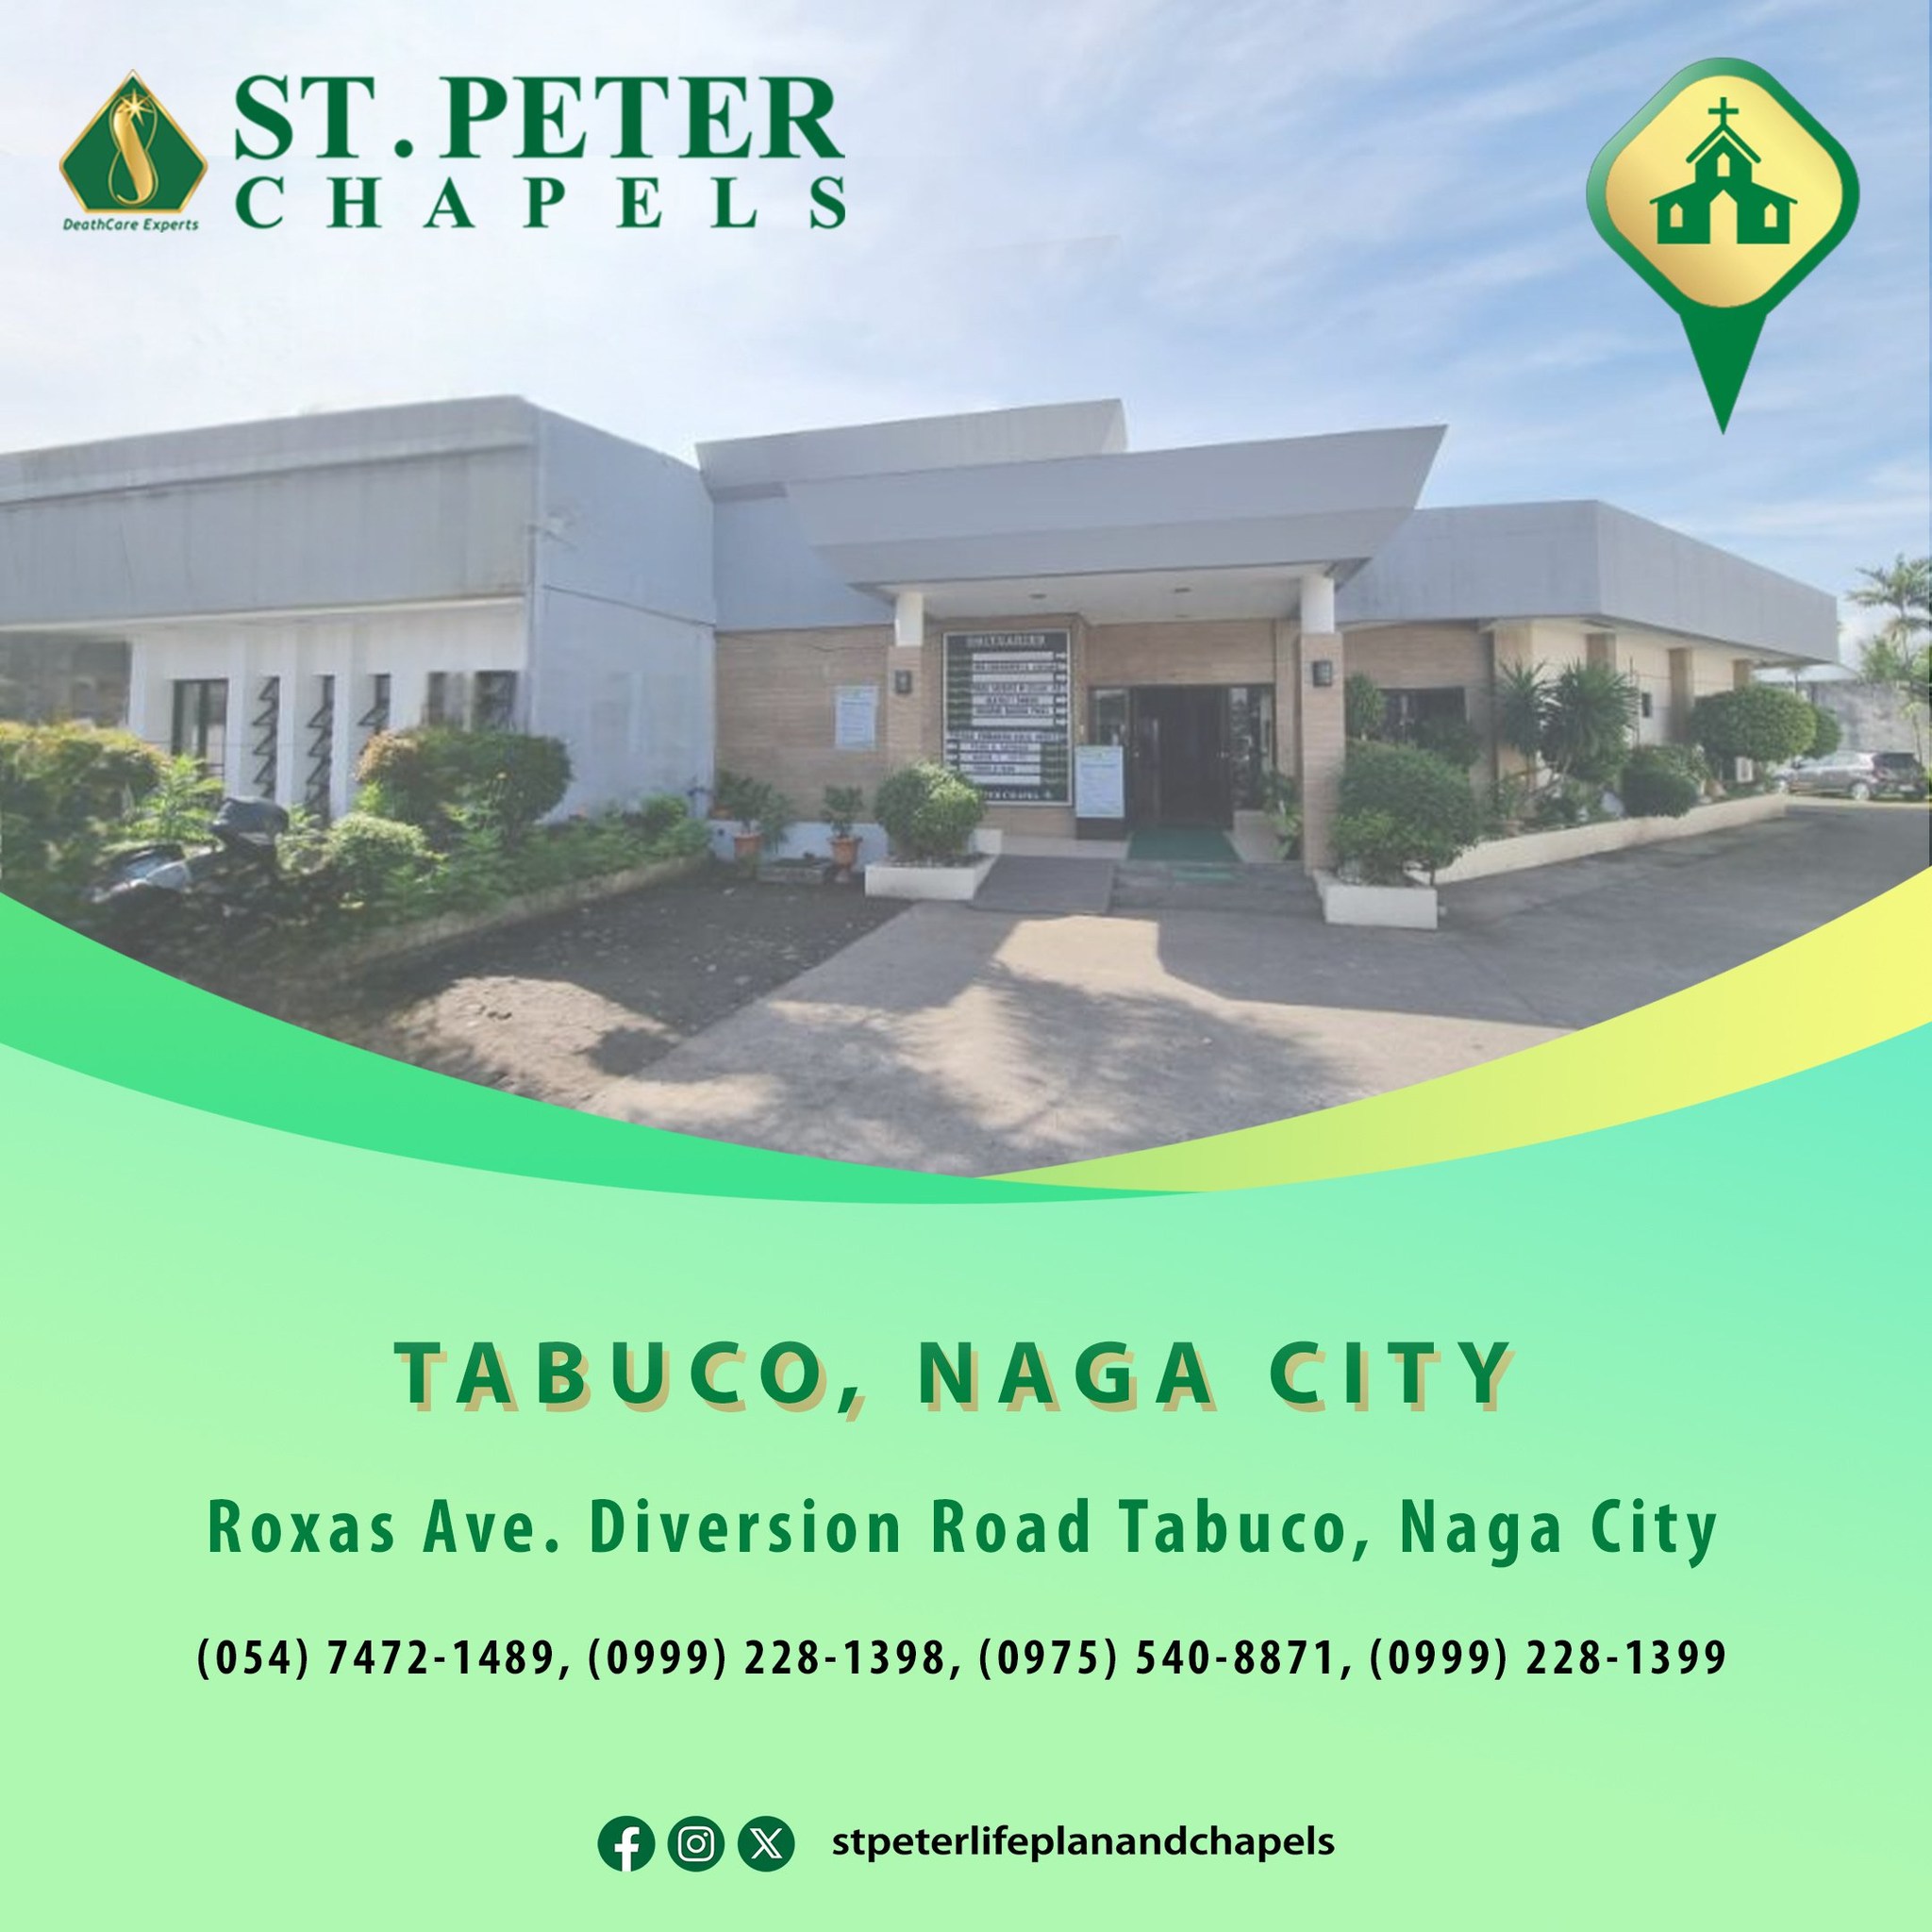 ST. PETER
CHAPELS
DeathCare Experts
OBITUARIES
TABUCO, NAGA CITY
Roxas Ave. Diversion Road Tabuco, Naga City
(054) 7472-1489, (0999) 228-1398, (0975) 540-8871, (0999) 228-1399
stpeterlifeplanandchapels